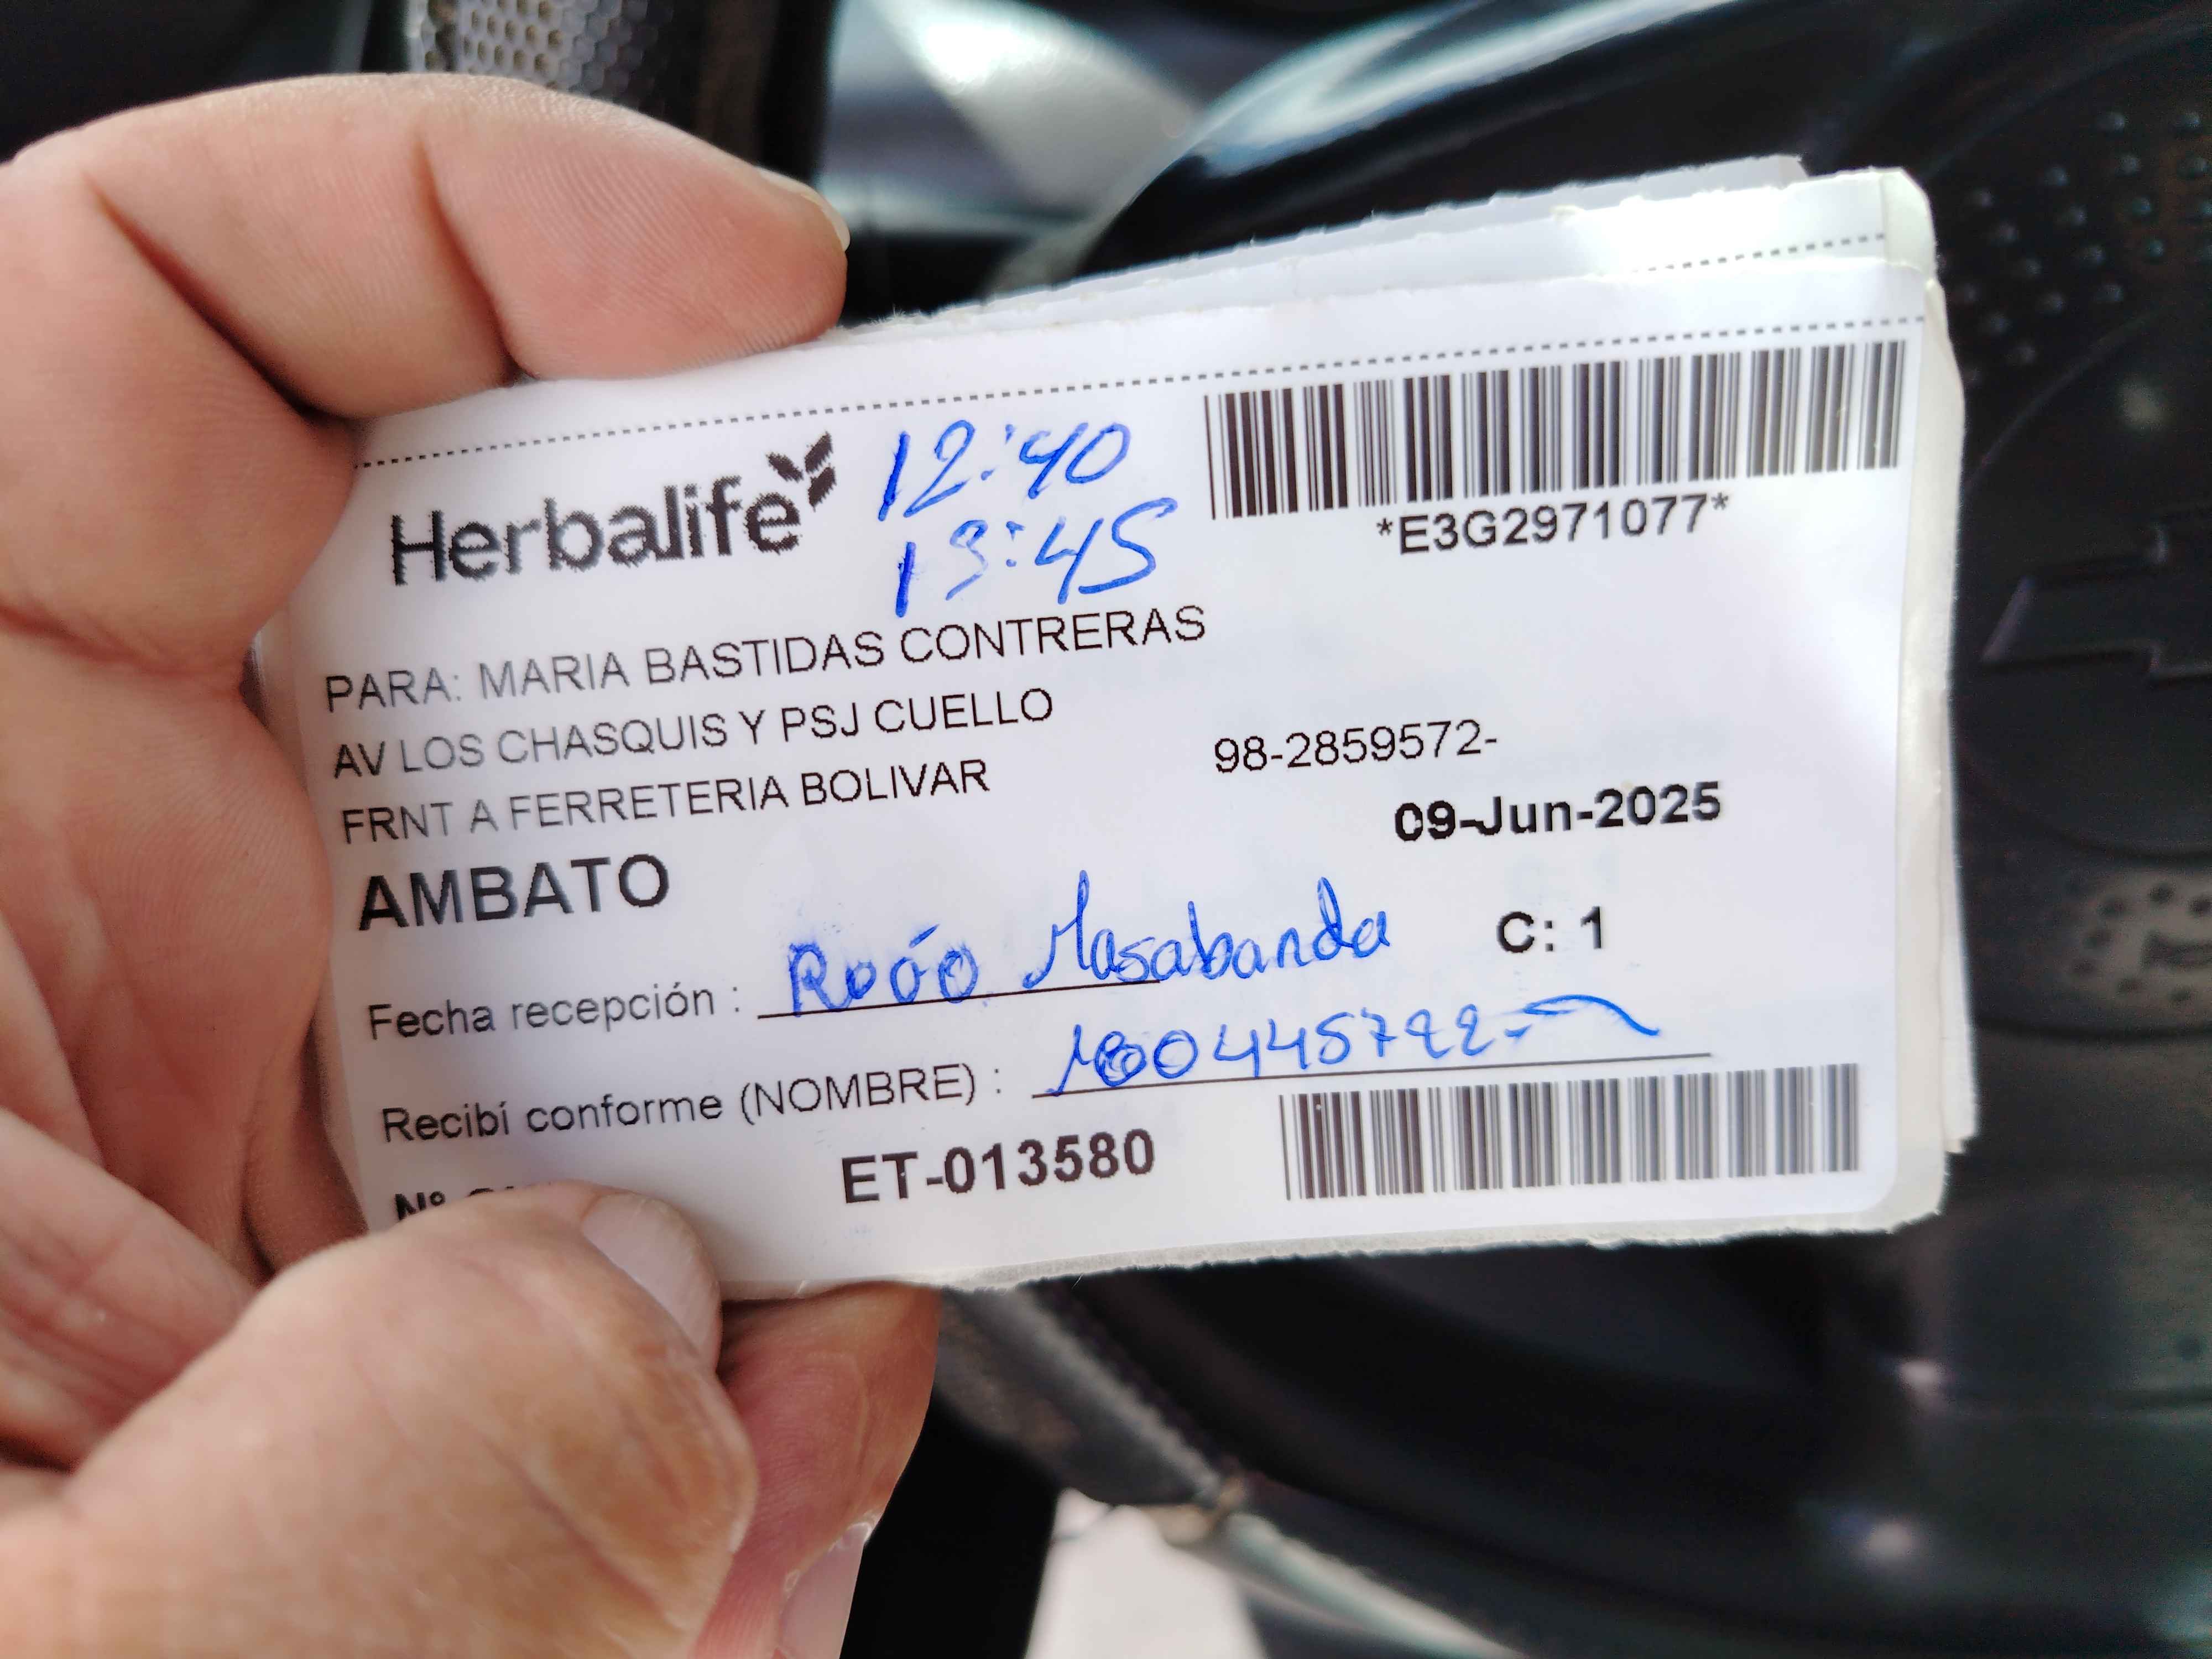 Herbalife
12:40
13:45
*E3G2971077*
PARA: MARIA BASTIDAS CONTRERAS
AV LOS CHASQUIS Y PSJ CUELLO
98-2859572-
FRNT A FERRETERIA BOLIVAR
09-Jun-2025
AMBATO
C: 1
Fecha recepción : Masabanda
Recibí conforme (NOMBRE) :
Nº
ET-013580